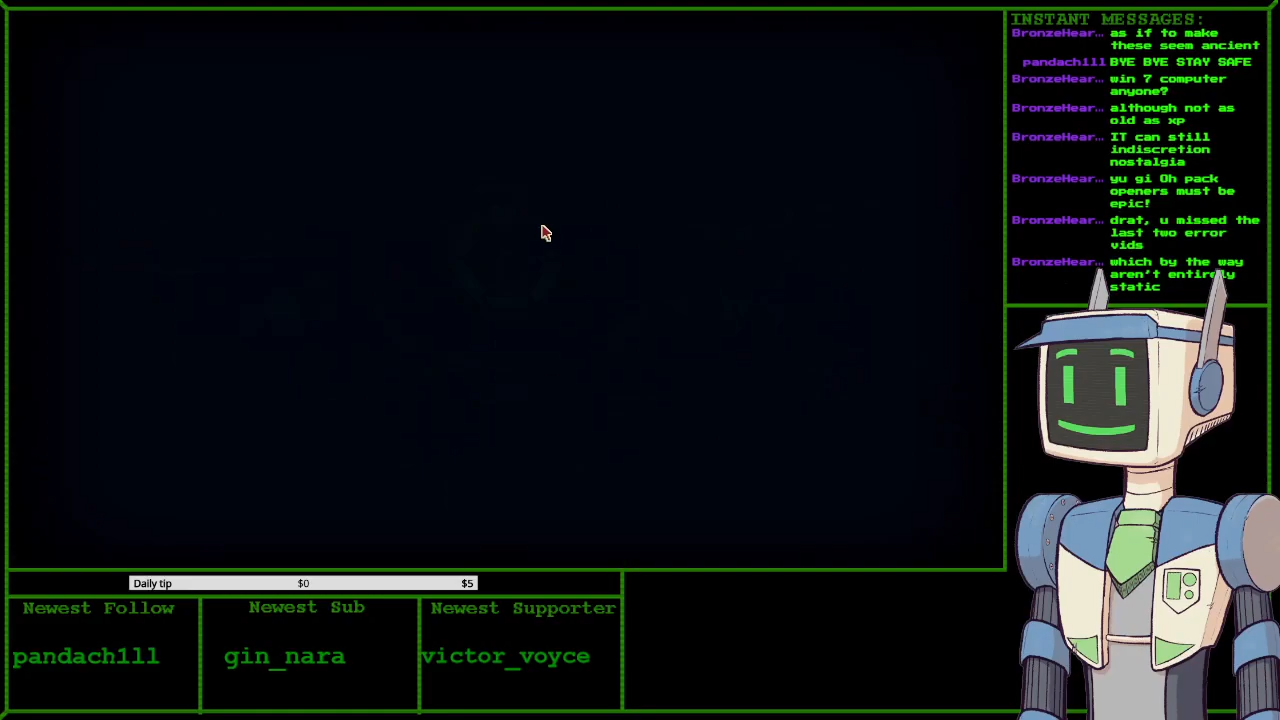 INSTANT MESSAGES:
BronzeHear... as if to make
these seem ancient
pandach1ll BYE BYE STAY SAFE
BronzeHear... win 7 computer
anyone?
BronzeHear... although not as
old as xp
BronzeHear... IT can still
indiscretion
nostalgia
BronzeHear... yu gi Oh pack
openers must be
epic!
BronzeHear... drat, u missed the
last two error
vids
BronzeHear... which by the way
aren't entirely
static
Daily tip $0 $5
Newest Follow Newest Sub Newest Supporter
pandach1ll gin_nara victor_voyce